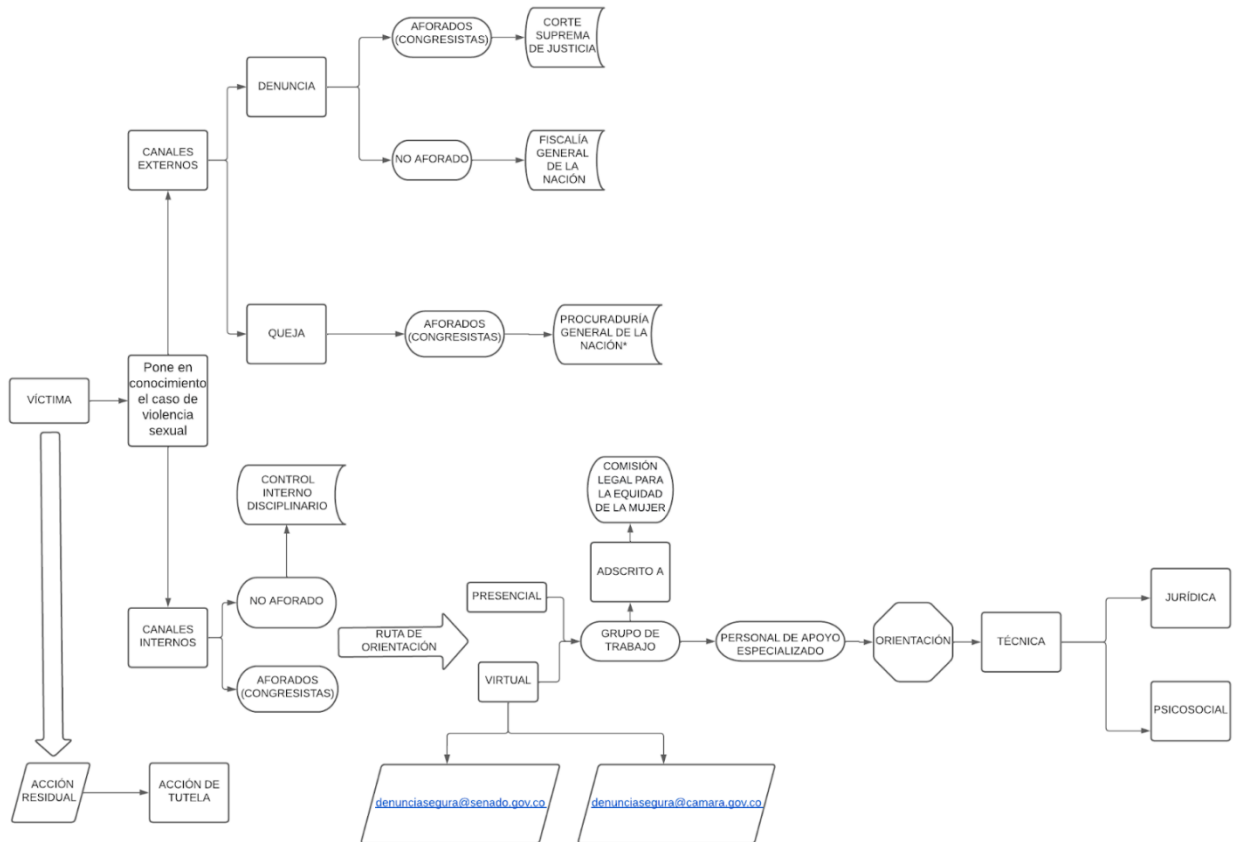 AFORADOS
(CONGRESISTAS)
CORTE
SUPREMA
DE JUSTICIA
DENUNCIA
CANALES
EXTERNOS
NO AFORADO
FISCALÍA
GENERAL
DE LA
NACIÓN
QUEJA
AFORADOS
(CONGRESISTAS)
PROCURADURÍA
GENERAL DE LA
NACIÓN*
VÍCTIMA
Pone en
conocimiento
el caso de
violencia
sexual
CONTROL
INTERNO
DISCIPLINARIO
COMISIÓN
LEGAL PARA
LA EQUIDAD
DE LA MUJER
ADSCRITO A
NO AFORADO
PRESENCIAL
JURÍDICA
CANALES
INTERNOS
RUTA DE
ORIENTACIÓN
GRUPO DE
TRABAJO
PERSONAL DE APOYO
ESPECIALIZADO
ORIENTACIÓN
TÉCNICA
AFORADOS
(CONGRESISTAS)
VIRTUAL
PSICOSOCIAL
ACCIÓN
RESIDUAL
ACCIÓN DE
TUTELA
denunciasegura@senado.gov.co
denunciasegura@camara.gov.co